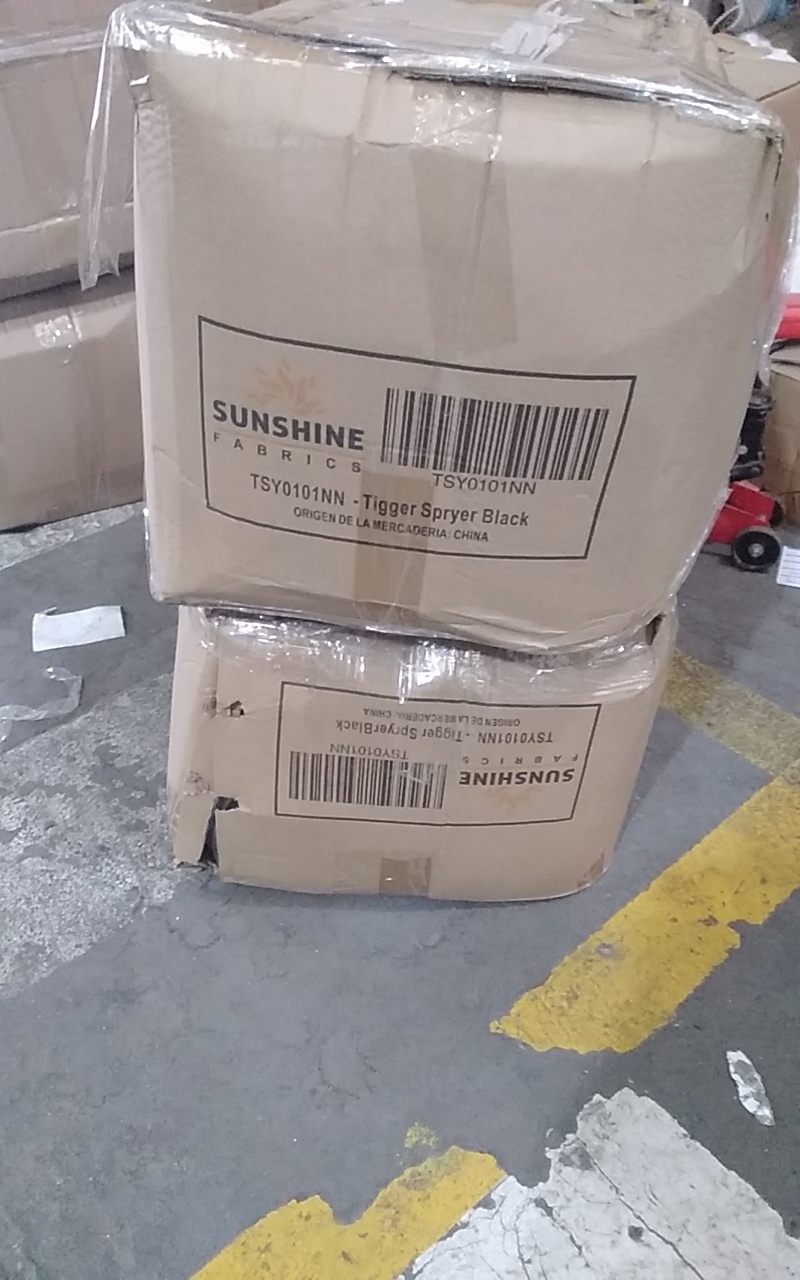 SUNSHINE
FABRICS
TSY0101NN
TSY0101NN - Tigger Spryer Black
ORIGEN DE LA MERCADERIA: CHINA
SUNSHINE
FABRICS
TSY0101NN
TSY0101NN - Tigger SpryerBlack
ORIGEN DE LA MERCADERIA: CHINA